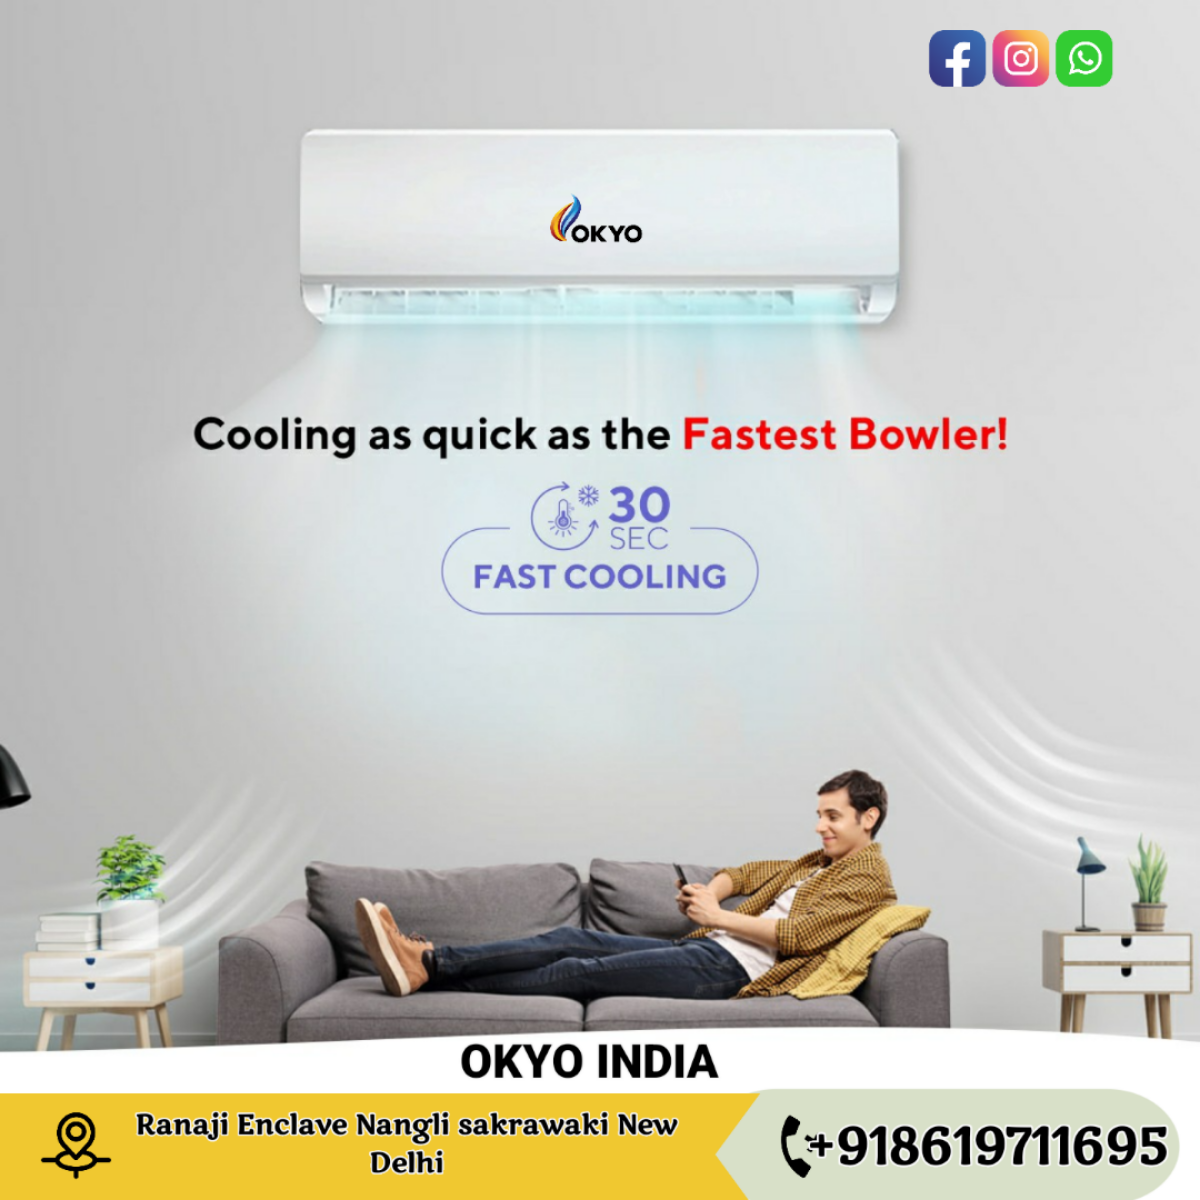 OKYO
Cooling as quick as the Fastest Bowler!
30
SEC
FAST COOLING
OKYO INDIA
Ranaji Enclave Nangli sakrawaki New
Delhi
+918619711695